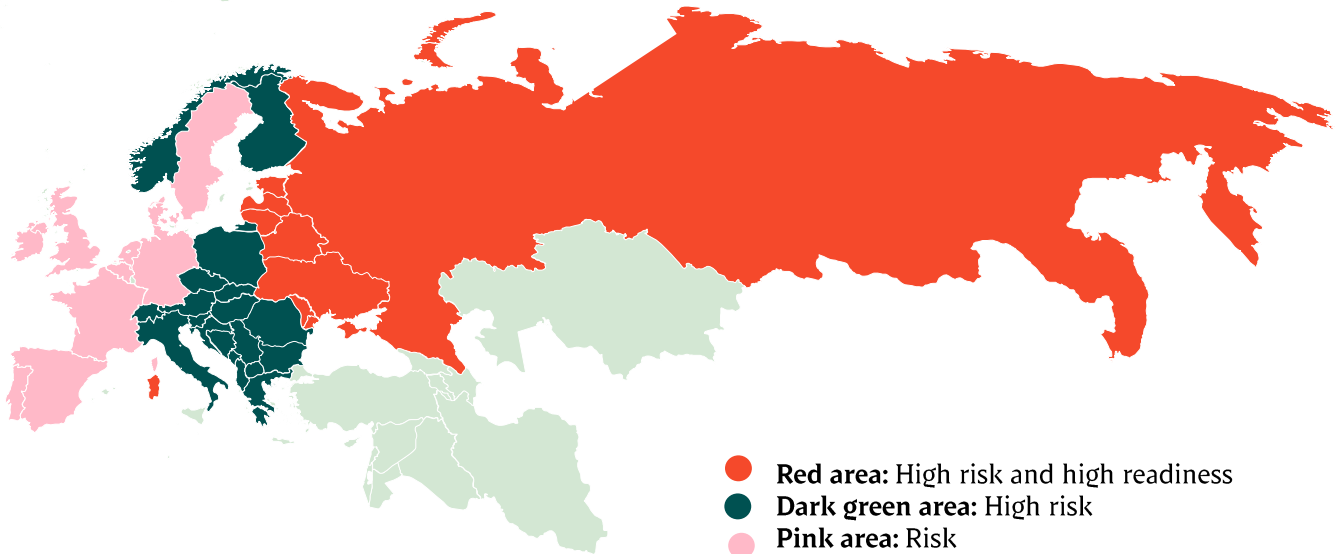 Red area: High risk and high readiness
Dark green area: High risk
Pink area: Risk